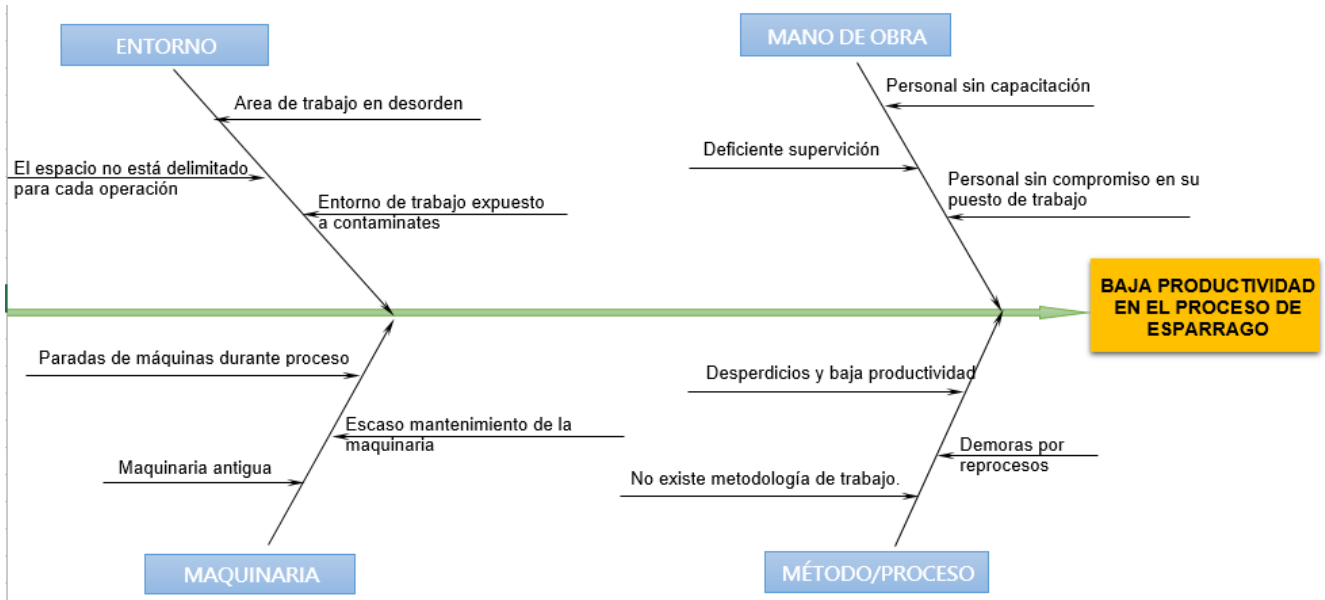 ENTORNO
MANO DE OBRA
Area de trabajo en desorden
Personal sin capacitación
El espacio no está delimitado
para cada operación
Deficiente supervición
Entorno de trabajo expuesto
a contaminates
Personal sin compromiso en su
puesto de trabajo
BAJA PRODUCTIVIDAD
EN EL PROCESO DE
ESPARRAGO
Paradas de máquinas durante proceso
Desperdicios y baja productividad
Escaso mantenimiento de la
maquinaria
Demoras por
reprocesos
Maquinaria antigua
No existe metodología de trabajo.
MAQUINARIA
MÉTODO/PROCESO